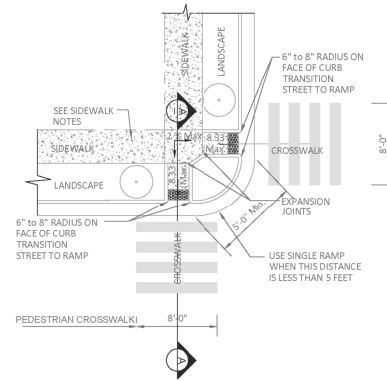 SIDEWALK
LANDSCAPE
6" to 8" RADIUS ON
FACE OF CURB
TRANSITION
STREET TO RAMP
SEE SIDEWALK
NOTES
A
Max.
8.33
Max
SIDEWALK
CROSSWALK
8'-0"
8.33
Max
LANDSCAPE
6" to 8" RADIUS ON
FACE OF CURB
TRANSITION
STREET TO RAMP
EXPANSION
JOINTS
5'-0" Min.
CROSSWALK
USE SINGLE RAMP
WHEN THIS DISTANCE
IS LESS THAN 5 FEET
PEDESTRIAN CROSSWALK
8'-0"
A